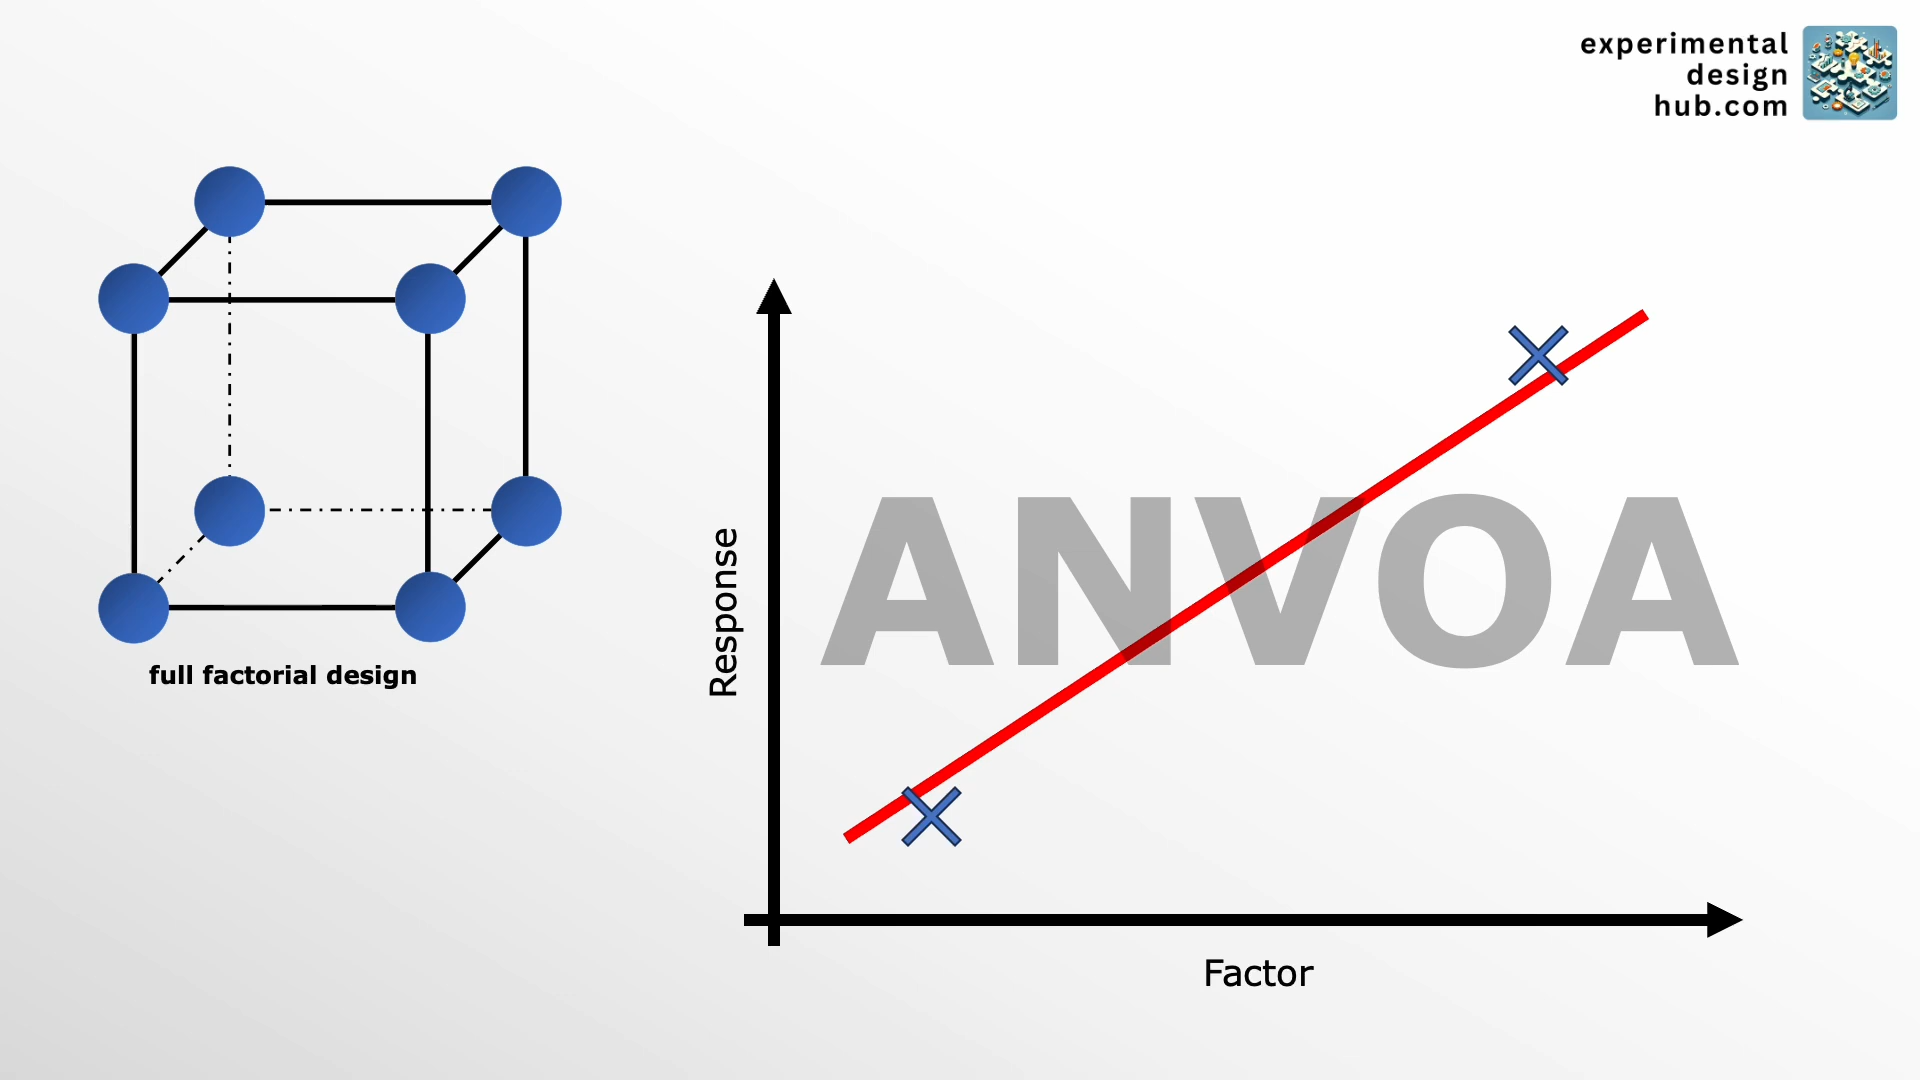 experimental
design
hub.com
full factorial design
Response
ANVOA
Factor